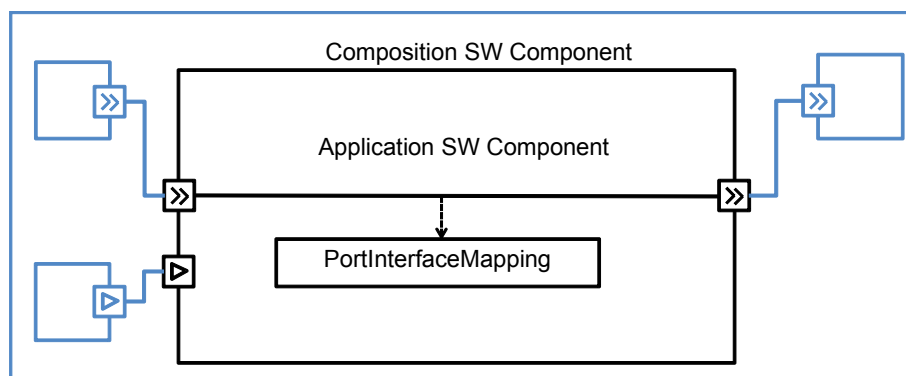 Composition SW Component
Application SW Component
PortInterfaceMapping